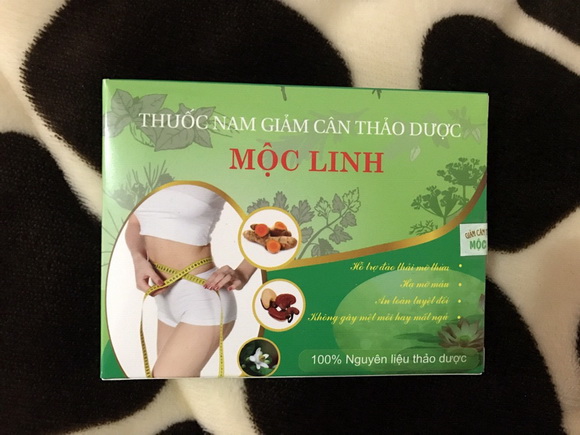 THUỐC NAM GIẢM CÂN THẢO DƯỢC
MỘC LINH
GIẢM CÂN
MỘC
Hỗ trợ đào thải mỡ thừa
Hạ mỡ máu
An toàn tuyệt đối
Không gây mệt mỏi hay mất ngủ
100% Nguyên liệu thảo dược